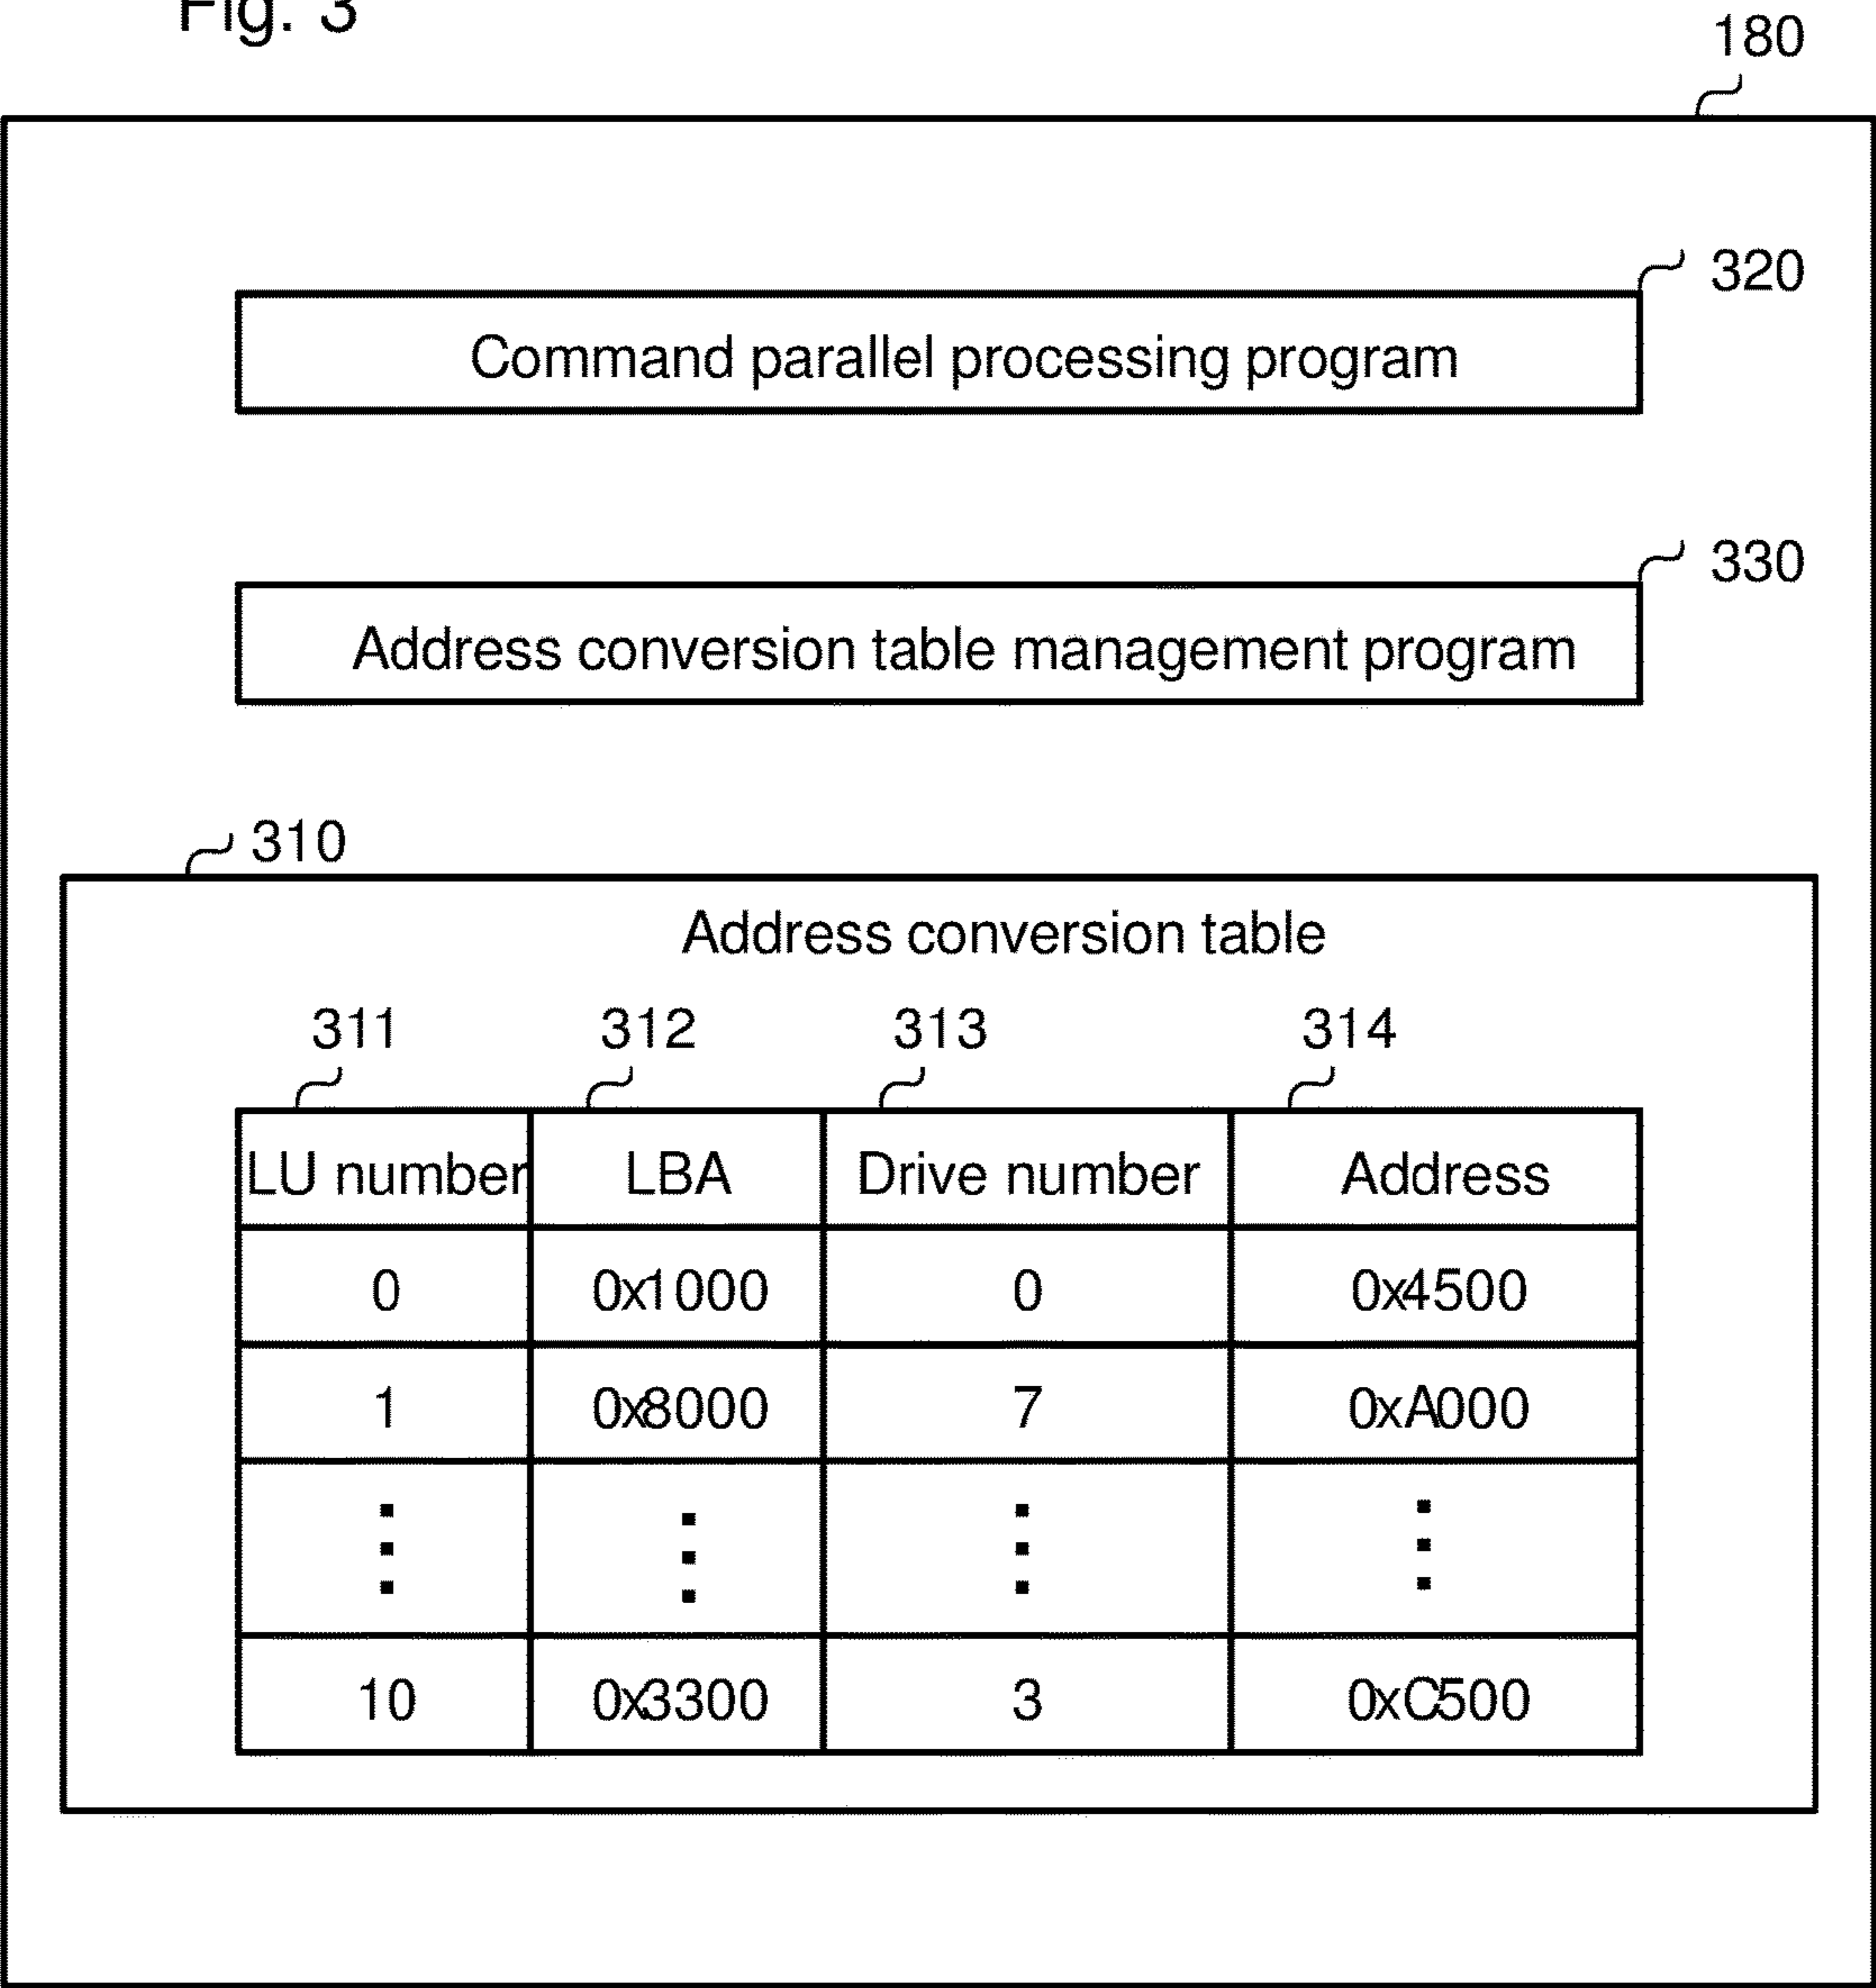 Fig. 3
180
320
Command parallel processing program
330
Address conversion table management program
310
Address conversion table
311 312 313 314
LU number LBA Drive number Address
0 0x1000 0 0x4500
1 0x8000 7 0xA000
10 0x3300 3 0xC500